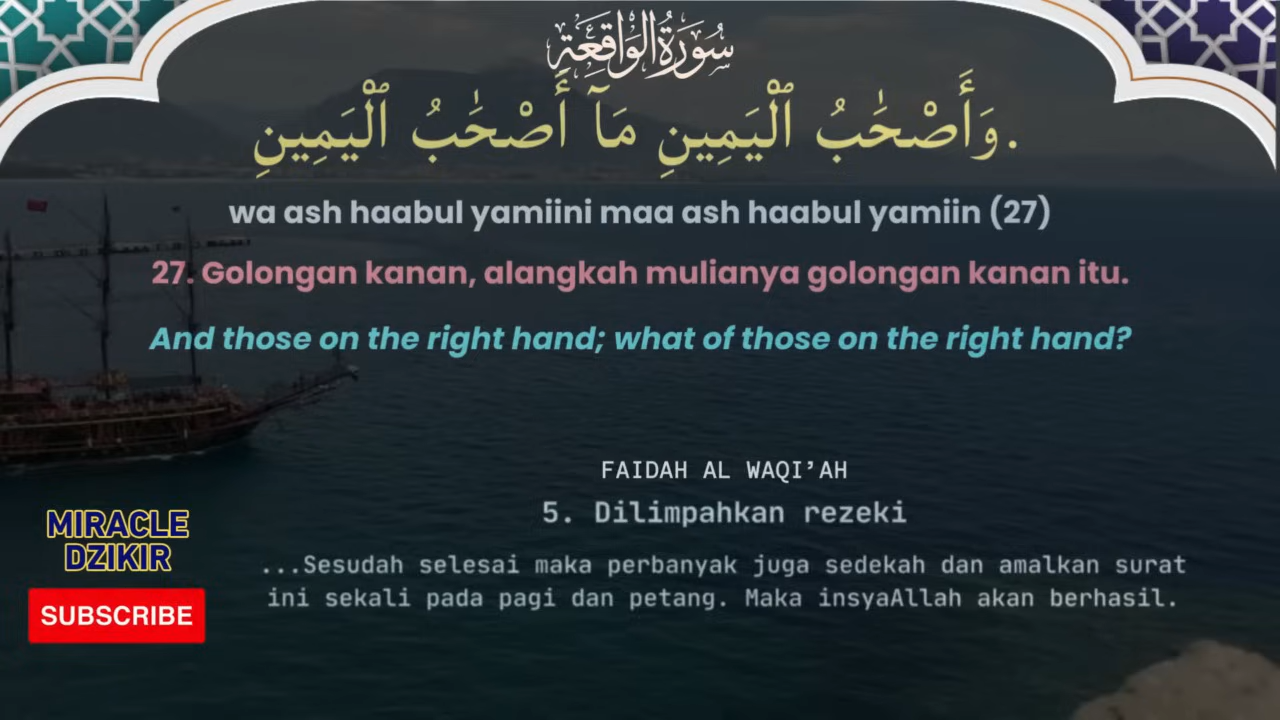 سُورَةُ الْوَاقِعَةِ
وَأَصْحَٰبُ ٱلْيَمِينِ مَآ أَصْحَٰبُ ٱلْيَمِينِ.
wa ash haabul yamiini maa ash haabul yamiin (27)
27. Golongan kanan, alangkah mulianya golongan kanan itu.
And those on the right hand; what of those on the right hand?
FAIDAH AL WAQI’AH
5. Dilimpahkan rezeki
...Sesudah selesai maka perbanyak juga sedekah dan amalkan surat
ini sekali pada pagi dan petang. Maka insyaAllah akan berhasil.
MIRACLE
DZIKIR
SUBSCRIBE